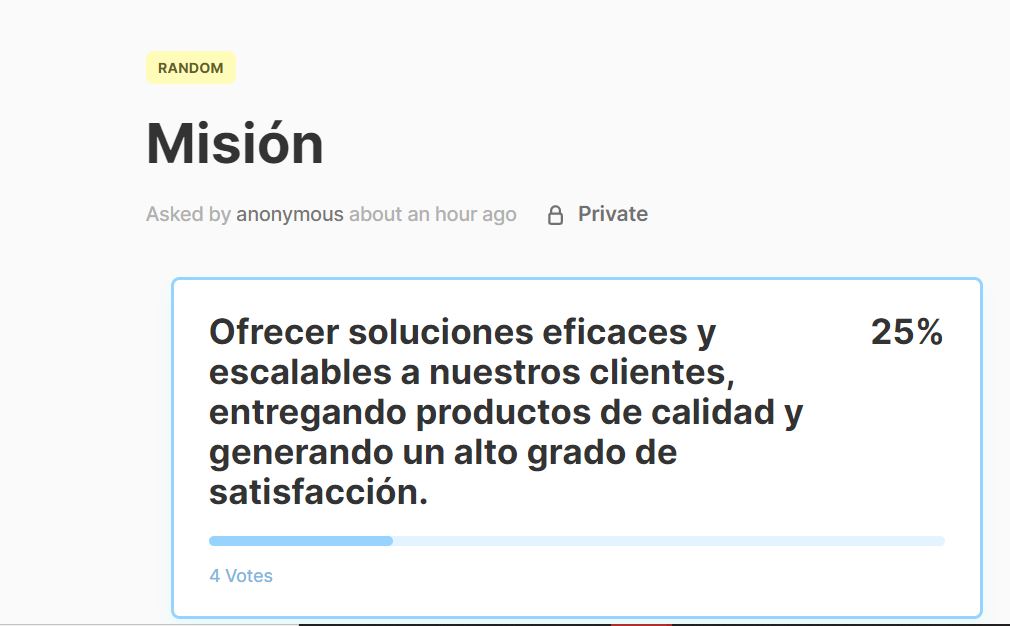 RANDOM
Misión
Asked by anonymous about an hour ago Private
Ofrecer soluciones eficaces y 25%
escalables a nuestros clientes,
entregando productos de calidad y
generando un alto grado de
satisfacción.
4 Votes